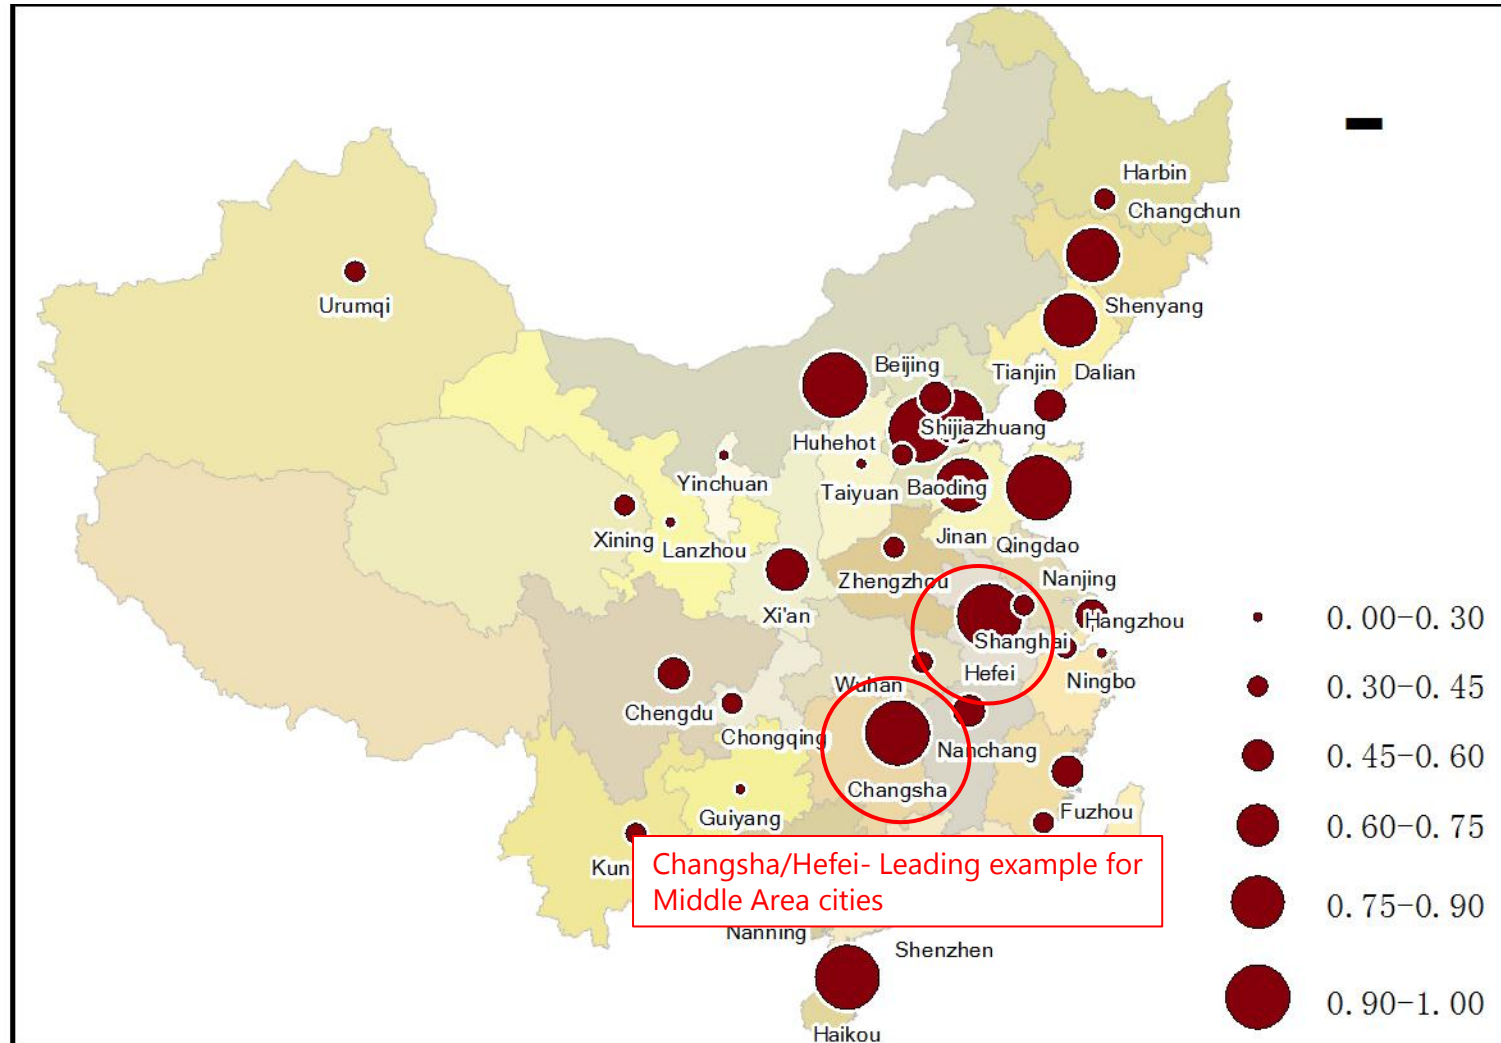 Harbin
Changchun
Urumqi
Shenyang
Beijing
Tianjin
Dalian
Shijiazhuang
Huhehot
Yinchuan
Taiyuan
Baoding
Xining
Lanzhou
Jinan
Qingdao
Zhengzhou
Nanjing
Xi'an
Hangzhou
Shanghai
Hefei
Ningbo
Wuhan
Chengdu
Chongqing
Nanchang
Changsha
Guiyang
Fuzhou
Kun
Changsha/Hefei- Leading example for
Middle Area cities
Nanning
Shenzhen
Haikou
0.00-0.30
0.30-0.45
0.45-0.60
0.60-0.75
0.75-0.90
0.90-1.00